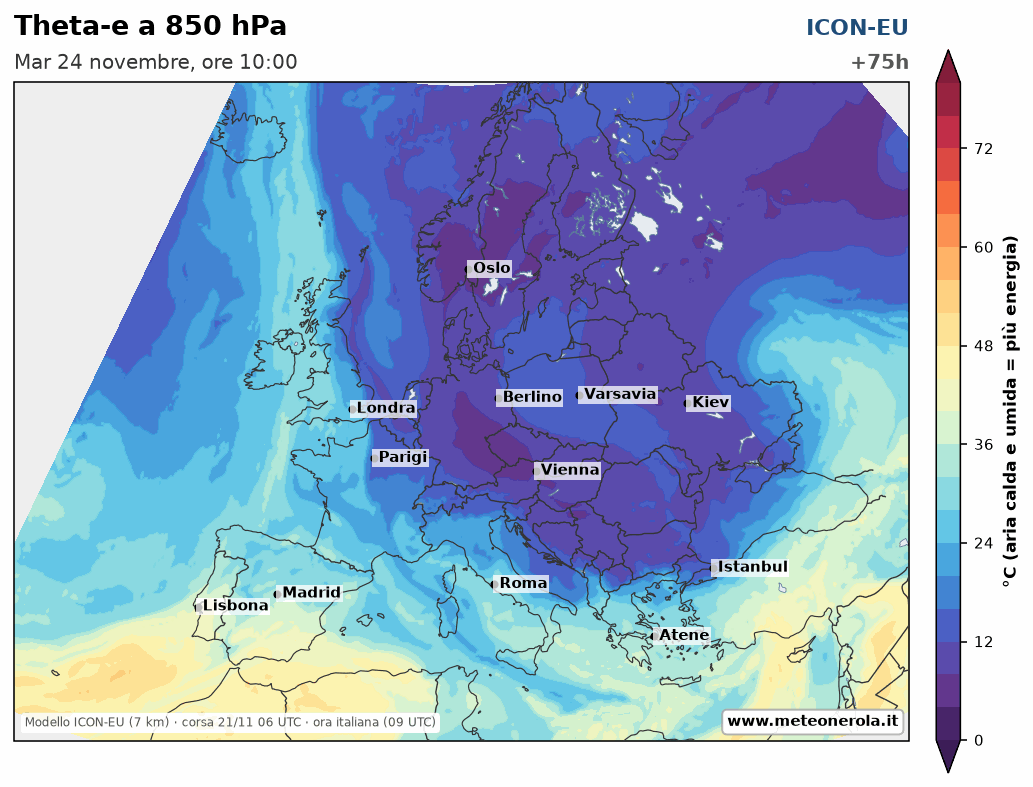 Theta-e a 850 hPa
ICON-EU
Mar 24 novembre, ore 10:00
+75h
72
60
48
36
24
12
0
°C (aria calda e umida = più energia)
Oslo
Berlino
Varsavia
Kiev
Londra
Parigi
Vienna
Istanbul
Roma
Madrid
Lisbona
Atene
Modello ICON-EU (7 km) · corsa 21/11 06 UTC · ora italiana (09 UTC)
www.meteonerola.it